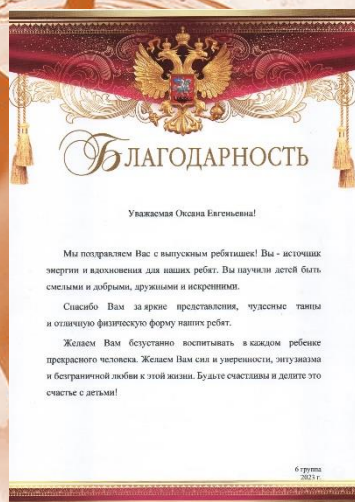 БЛАГОДАРНОСТЬ
Уважаемая Оксана Евгеньевна!
Мы поздравляем Вас с выпускным ребятишек! Вы - источник
энергии и вдохновения для наших ребят. Вы научили детей быть
смелыми и добрыми, дружными и искренними.
Спасибо Вам за яркие представления, чудесные танцы
и отличную физическую форму наших ребят.
Желаем Вам безустанно воспитывать в каждом ребенке
прекрасного человека. Желаем Вам сил и уверенности, энтузиазма
и безграничной любви к этой жизни. Будьте счастливы и делите это
счастье с детьми!
6 группа
2023 г.